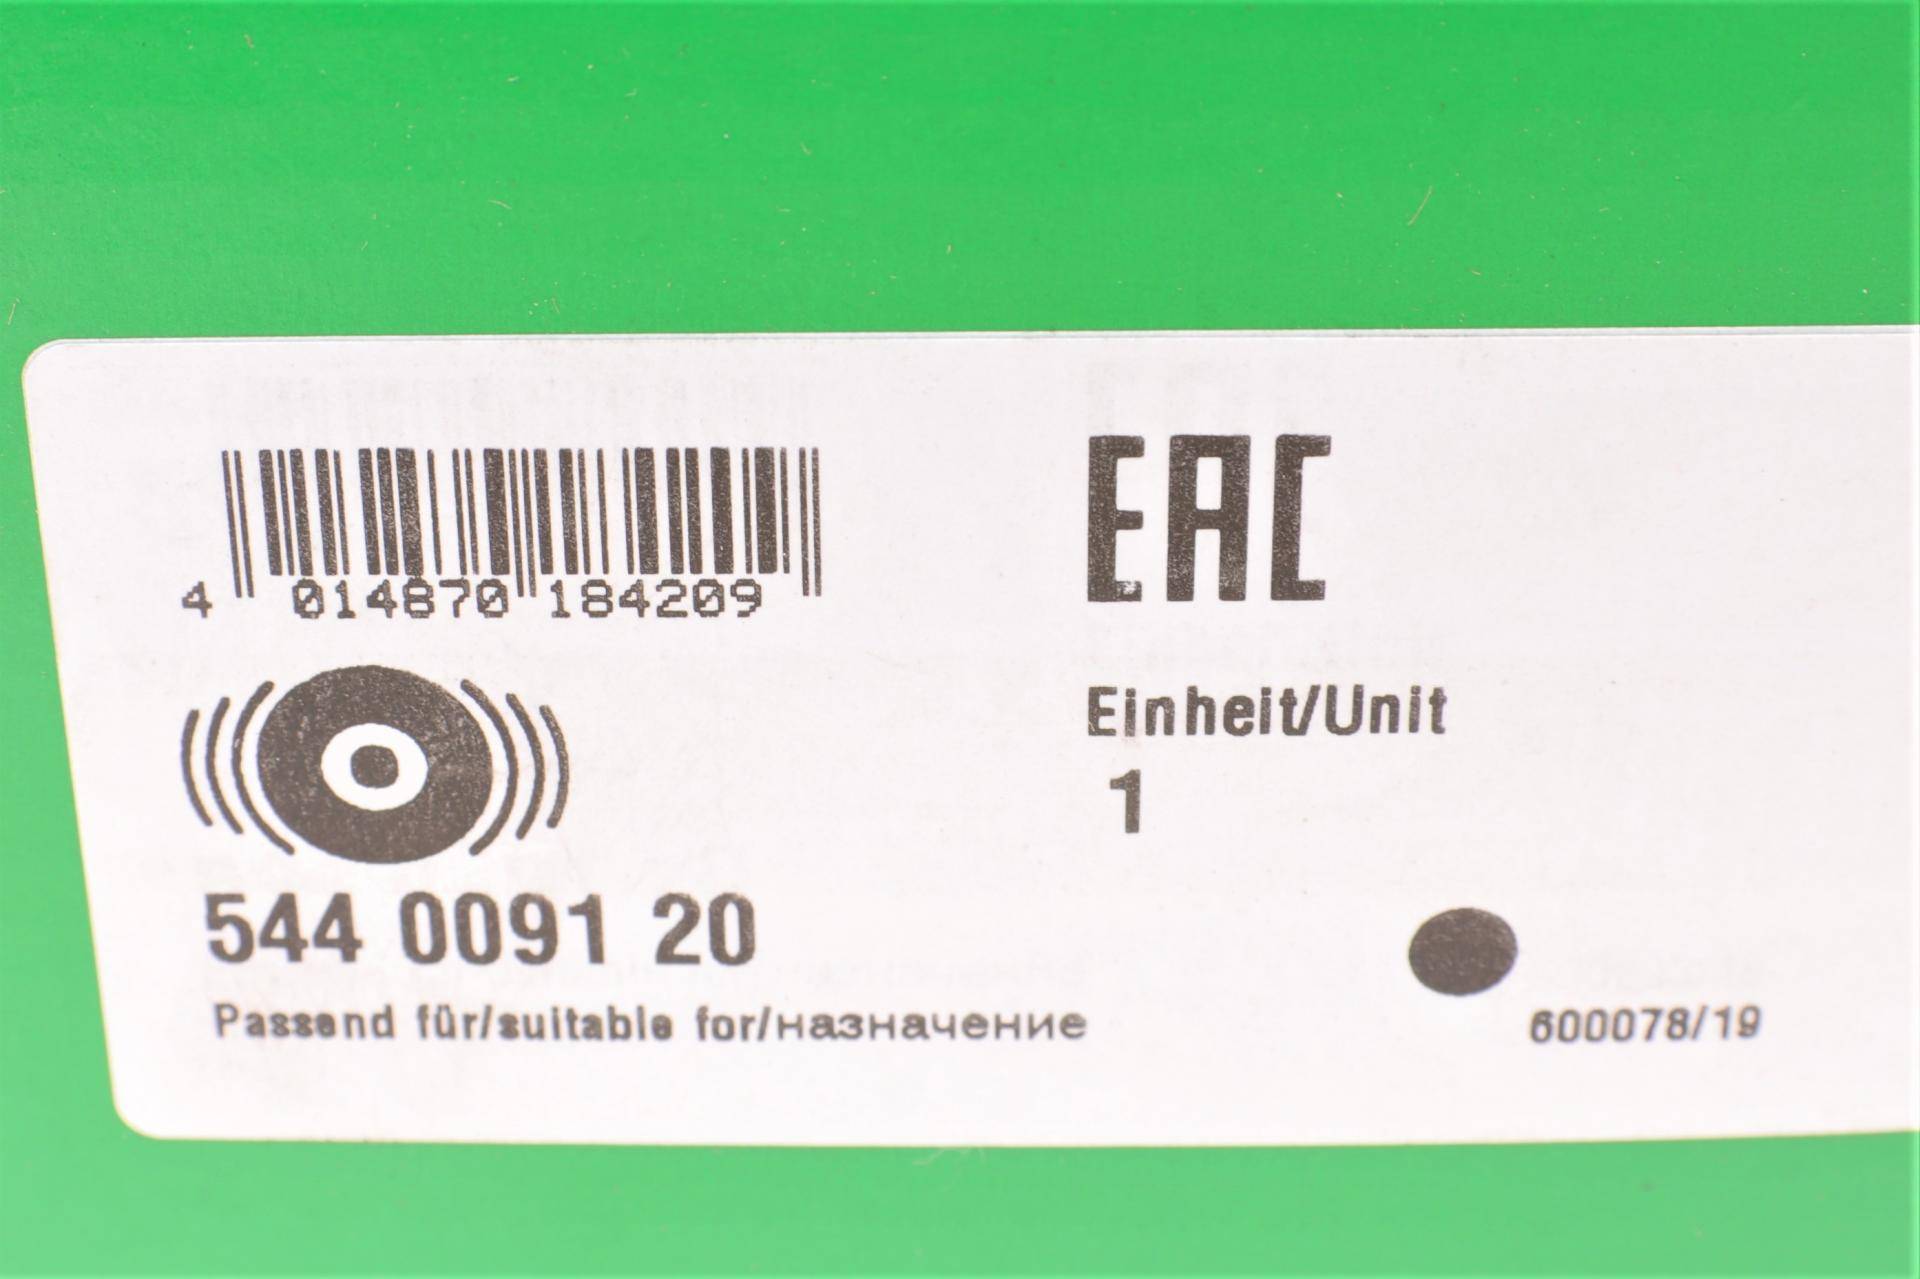 4 014870 184209
EAC
Einheit/Unit
1
544 0091 20
Passend für/suitable for/назначение
600078/19